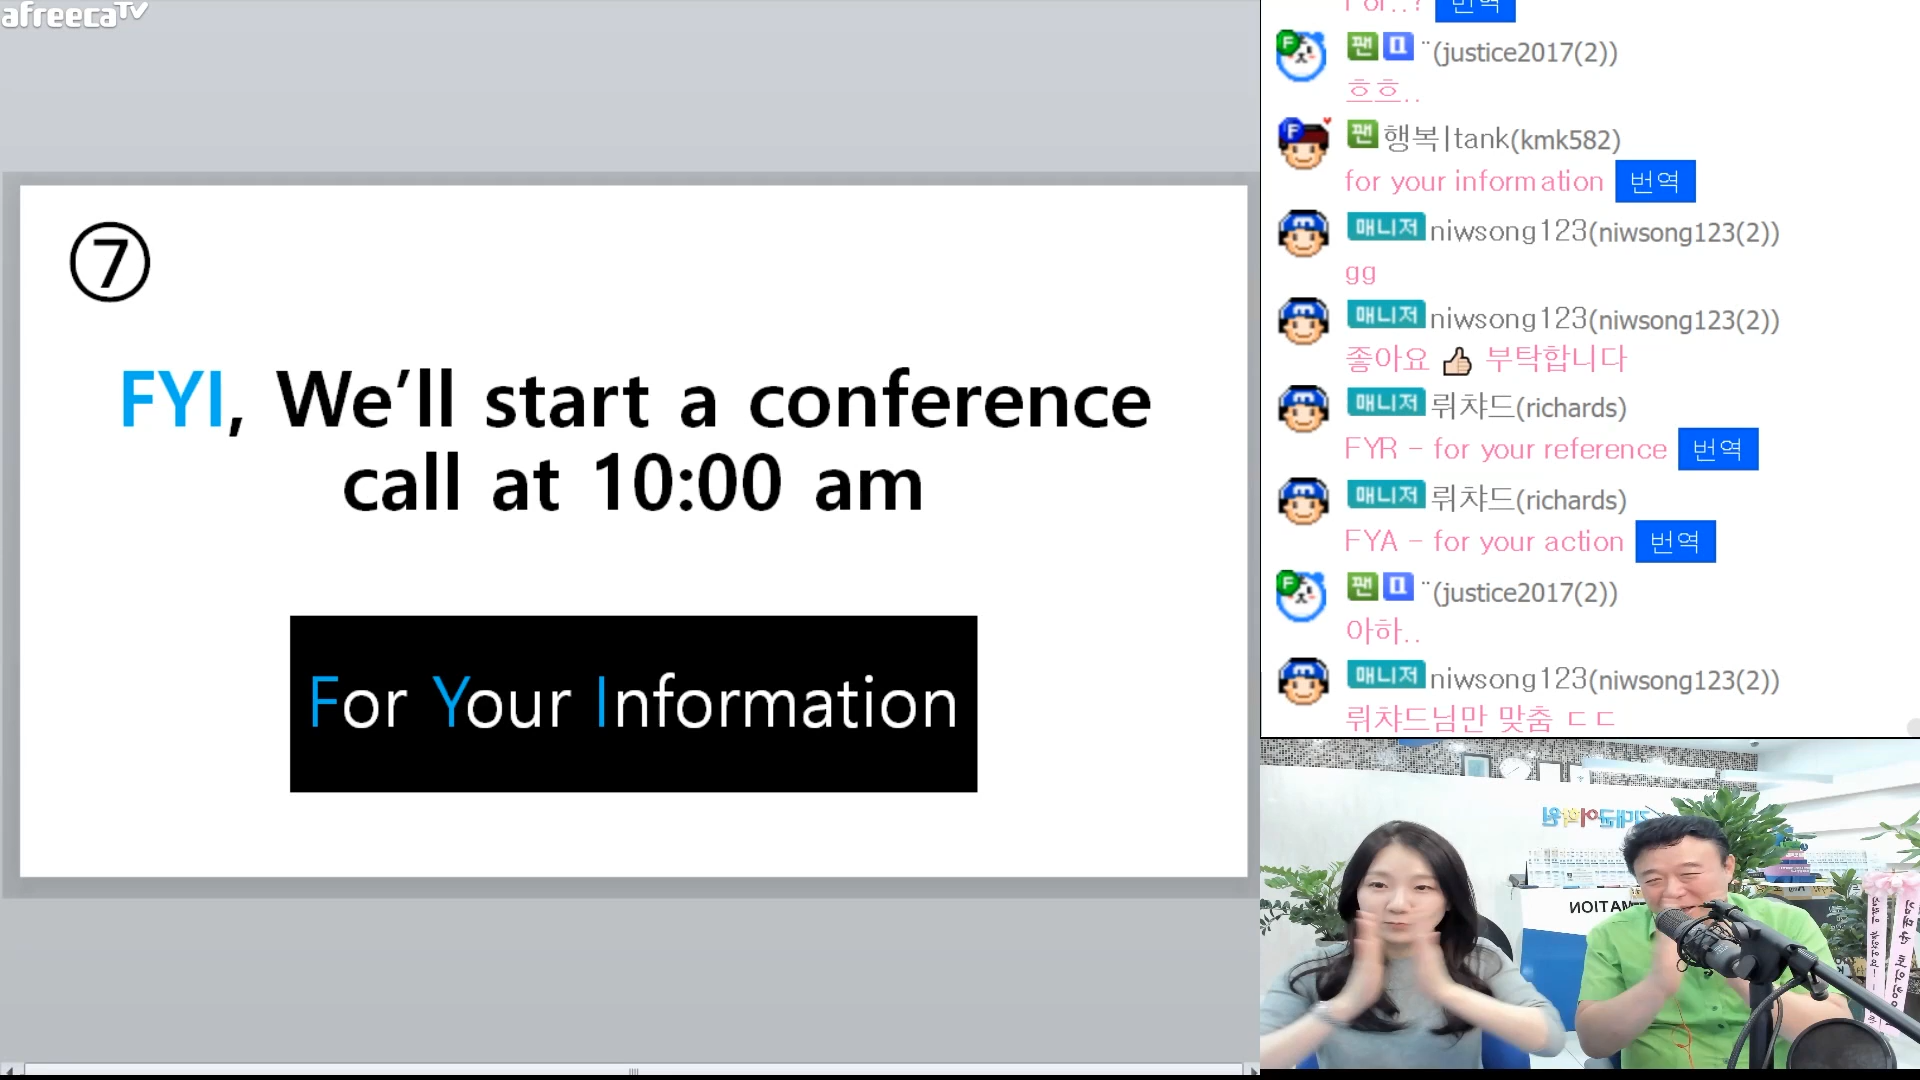 afreecaTV
⑦
FYI, We’ll start a conference
call at 10:00 am
For Your Information
For..? 번역
팬 ¨(justice2017(2))
흐흐..
팬 행복|tank(kmk582)
for your information 번역
매니저 niwsong123(niwsong123(2))
gg
매니저 niwsong123(niwsong123(2))
좋아요 👍🏻 부탁합니다
매니저 뤼챠드(richards)
FYR - for your reference 번역
매니저 뤼챠드(richards)
FYA - for your action 번역
팬 ¨(justice2017(2))
아하..
매니저 niwsong123(niwsong123(2))
뤼챠드님만 맞춤 ㄷㄷ